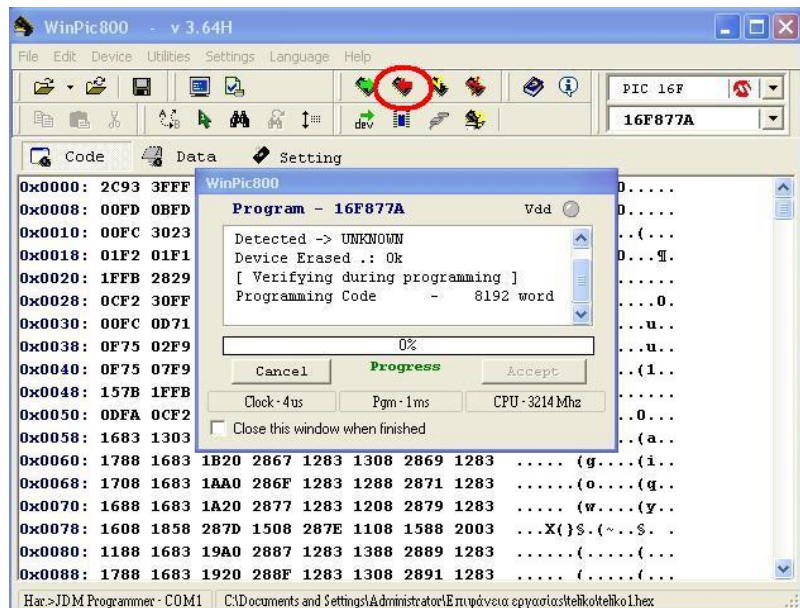 WinPic800 - v 3.64H
File Edit Device Utilities Settings Language Help
PIC 16F
dev
16F877A
Code Data Setting
WinPic800
Program - 16F877A Vdd
Detected -> UNKNOWN
Device Erased .: Ok
[ Verifying during programming ]
Programming Code - 8192 word
0%
Cancel Progress Accept
Clock - 4us Pgm - 1ms CPU - 3214 Mhz
Close this window when finished
0x0000: 2C93 3FFF 0.....
0x0008: 00FD 0BFD 0.....
0x0010: 00FC 3023 ..(...
0x0018: 01F2 01F1 0...¶.
0x0020: 1FFB 2829 ......
0x0028: 0CF2 30FF ....0.
0x0030: 00FC 0D71 ...u..
0x0038: 0F75 02F9 ...u..
0x0040: 0F75 07F9 ..(1..
0x0048: 157B 1FFB ......
0x0050: 0DFA 0CF2 ..0...
0x0058: 1683 1303 ..(a..
0x0060: 1788 1683 1B20 2867 1283 1308 2869 1283 ..... (g....(i..
0x0068: 1708 1683 1AA0 286F 1283 1288 2871 1283 ......(o....(q..
0x0070: 1688 1683 1A20 2877 1283 1208 2879 1283 ..... (w....(y..
0x0078: 1608 1858 287D 1508 287E 1108 1588 2003 ...X(}S.(~..S. .
0x0080: 1188 1683 19A0 2887 1283 1388 2889 1283 ......(.....(...
0x0088: 1788 1683 1920 288F 1283 1308 2891 1283 ..... (.....(...
Har.>JDM Programmer - COM1 C:\Documents and Settings\Administrator\Επιφάνεια εργασίας\teliko\teliko1.hex